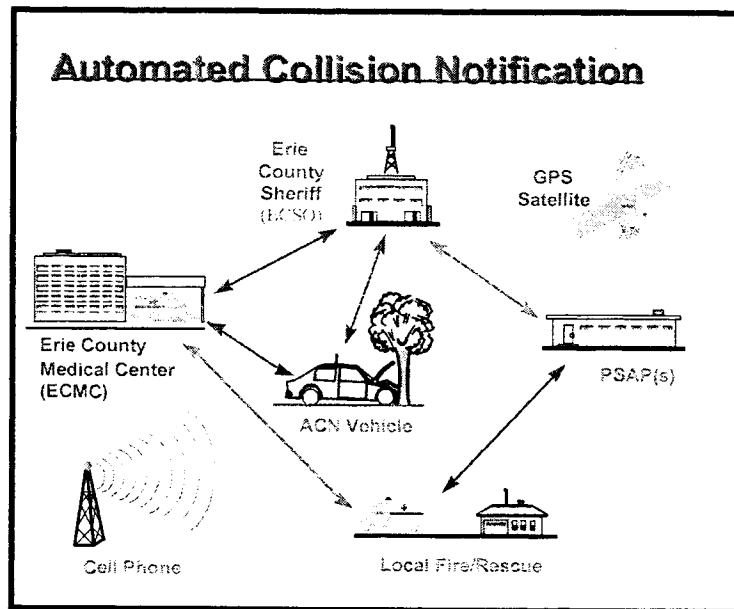 Automated Collision Notification
Erie
County
Sheriff
(ECSO)
GPS
Satellite
Erie County
Medical Center
(ECMC)
PSAP(s)
ACN Vehicle
Cell Phone
Local Fire/Rescue